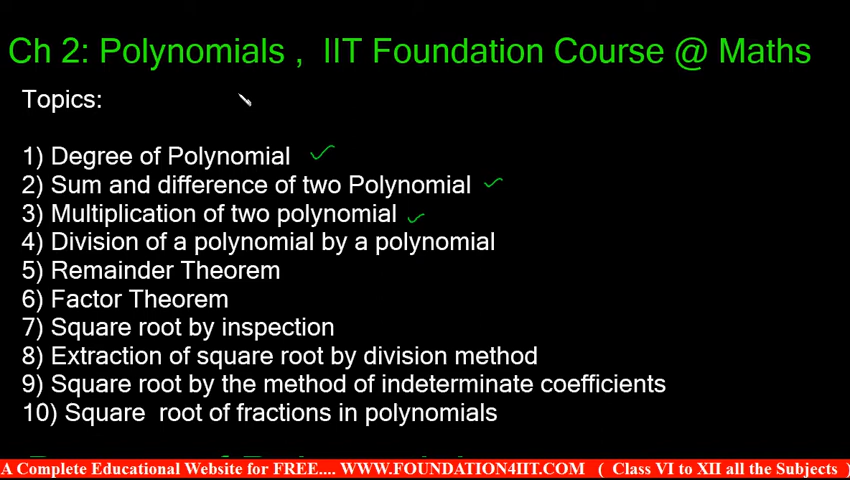 Ch 2: Polynomials , IIT Foundation Course @ Maths
Topics:
1) Degree of Polynomial
2) Sum and difference of two Polynomial
3) Multiplication of two polynomial
4) Division of a polynomial by a polynomial
5) Remainder Theorem
6) Factor Theorem
7) Square root by inspection
8) Extraction of square root by division method
9) Square root by the method of indeterminate coefficients
10) Square root of fractions in polynomials
A Complete Educational Website for FREE.... WWW.FOUNDATION4IIT.COM ( Class VI to XII all the Subjects )